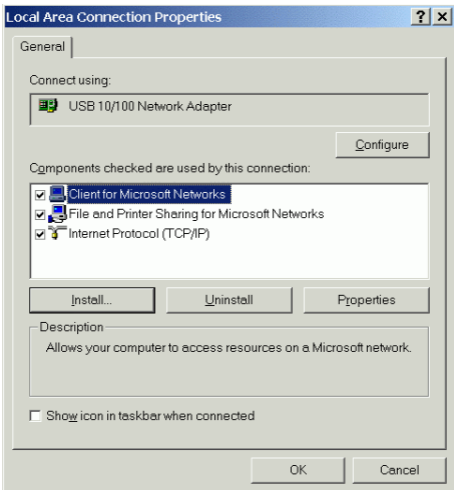 Local Area Connection Properties
General
Connect using:
USB 10/100 Network Adapter
Configure
Components checked are used by this connection:
Client for Microsoft Networks
File and Printer Sharing for Microsoft Networks
Internet Protocol (TCP/IP)
Install...
Uninstall
Properties
Description
Allows your computer to access resources on a Microsoft network.
Show icon in taskbar when connected
OK
Cancel